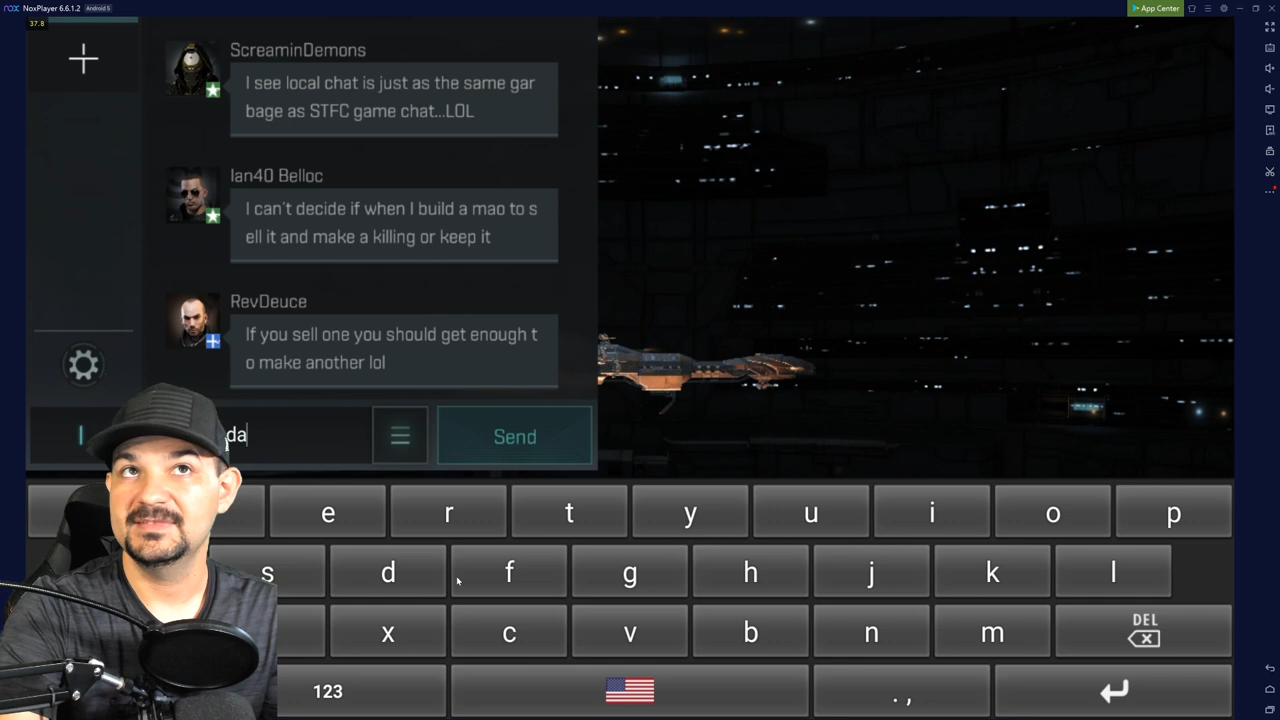 NoxPlayer 6.6.1.2 Android 5
App Center
37.8
ScreaminDemons
I see local chat is just as the same gar
bage as STFC game chat...LOL
Ian40 Belloc
I can't decide if when I build a mao to s
ell it and make a killing or keep it
RevDeuce
If you sell one you should get enough t
o make another lol
da
Send
e r t y u i o p
s d f g h j k l
x c v b n m DEL
123 . ,